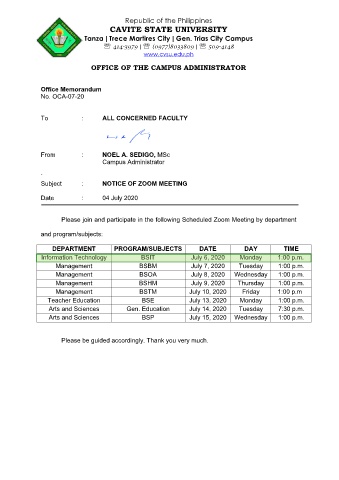 Republic of the Philippines
CAVITE STATE UNIVERSITY
Tanza | Trece Martires City | Gen. Trias City Campus
☏ 414-3979 | ☏ (0977)8033809 | ☏ 509-4148
www.cvsu.edu.ph
OFFICE OF THE CAMPUS ADMINISTRATOR
Office Memorandum
No. OCA-07-20
To : ALL CONCERNED FACULTY
From : NOEL A. SEDIGO, MSc
Campus Administrator
.
Subject : NOTICE OF ZOOM MEETING
Date : 04 July 2020
Please join and participate in the following Scheduled Zoom Meeting by department
and program/subjects:
DEPARTMENT PROGRAM/SUBJECTS DATE DAY TIME
Information Technology BSIT July 6, 2020 Monday 1:00 p.m.
Management BSBM July 7, 2020 Tuesday 1:00 p.m.
Management BSOA July 8, 2020 Wednesday 1:00 p.m.
Management BSHM July 9, 2020 Thursday 1:00 p.m.
Management BSTM July 10, 2020 Friday 1:00 p.m
Teacher Education BSE July 13, 2020 Monday 1:00 p.m.
Arts and Sciences Gen. Education July 14, 2020 Tuesday 7:30 p.m.
Arts and Sciences BSP July 15, 2020 Wednesday 1:00 p.m.
Please be guided accordingly. Thank you very much.